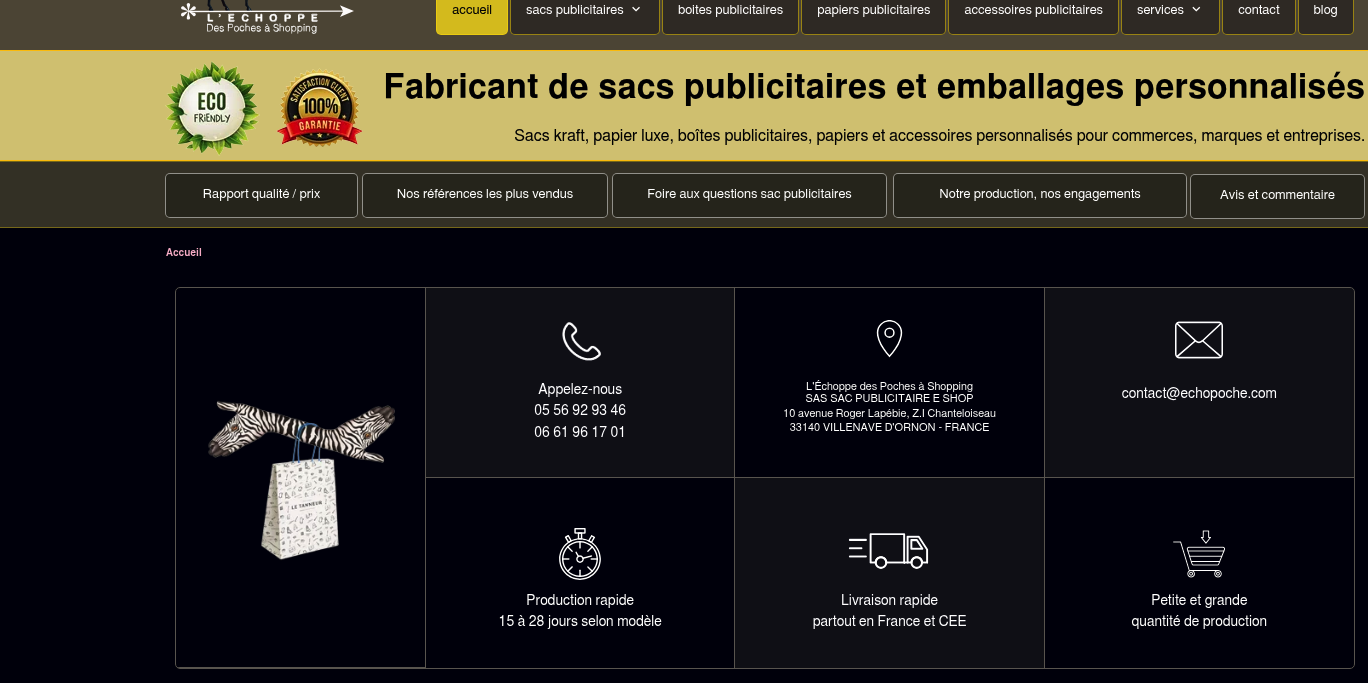 L'ECHOPPE
Des Poches à Shopping
accueil
sacs publicitaires
boites publicitaires
papiers publicitaires
accessoires publicitaires
services
contact
blog
ECO
FRIENDLY
SATISFACTION CLIENT
100%
GARANTIE
Fabricant de sacs publicitaires et emballages personnalisés
Sacs kraft, papier luxe, boîtes publicitaires, papiers et accessoires personnalisés pour commerces, marques et entreprises.
Rapport qualité / prix
Nos références les plus vendus
Foire aux questions sac publicitaires
Notre production, nos engagements
Avis et commentaire
Accueil
LE TANNEUR
Appelez-nous
05 56 92 93 46
06 61 96 17 01
L'Échoppe des Poches à Shopping
SAS SAC PUBLICITAIRE E SHOP
10 avenue Roger Lapébie, Z.I Chanteloiseau
33140 VILLENAVE D'ORNON - FRANCE
contact@echopoche.com
Production rapide
15 à 28 jours selon modèle
Livraison rapide
partout en France et CEE
Petite et grande
quantité de production